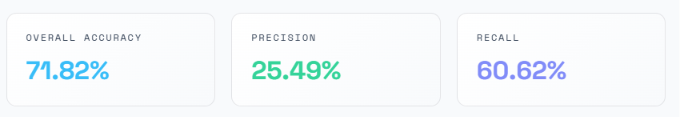 OVERALL ACCURACY
71.82%
PRECISION
25.49%
RECALL
60.62%